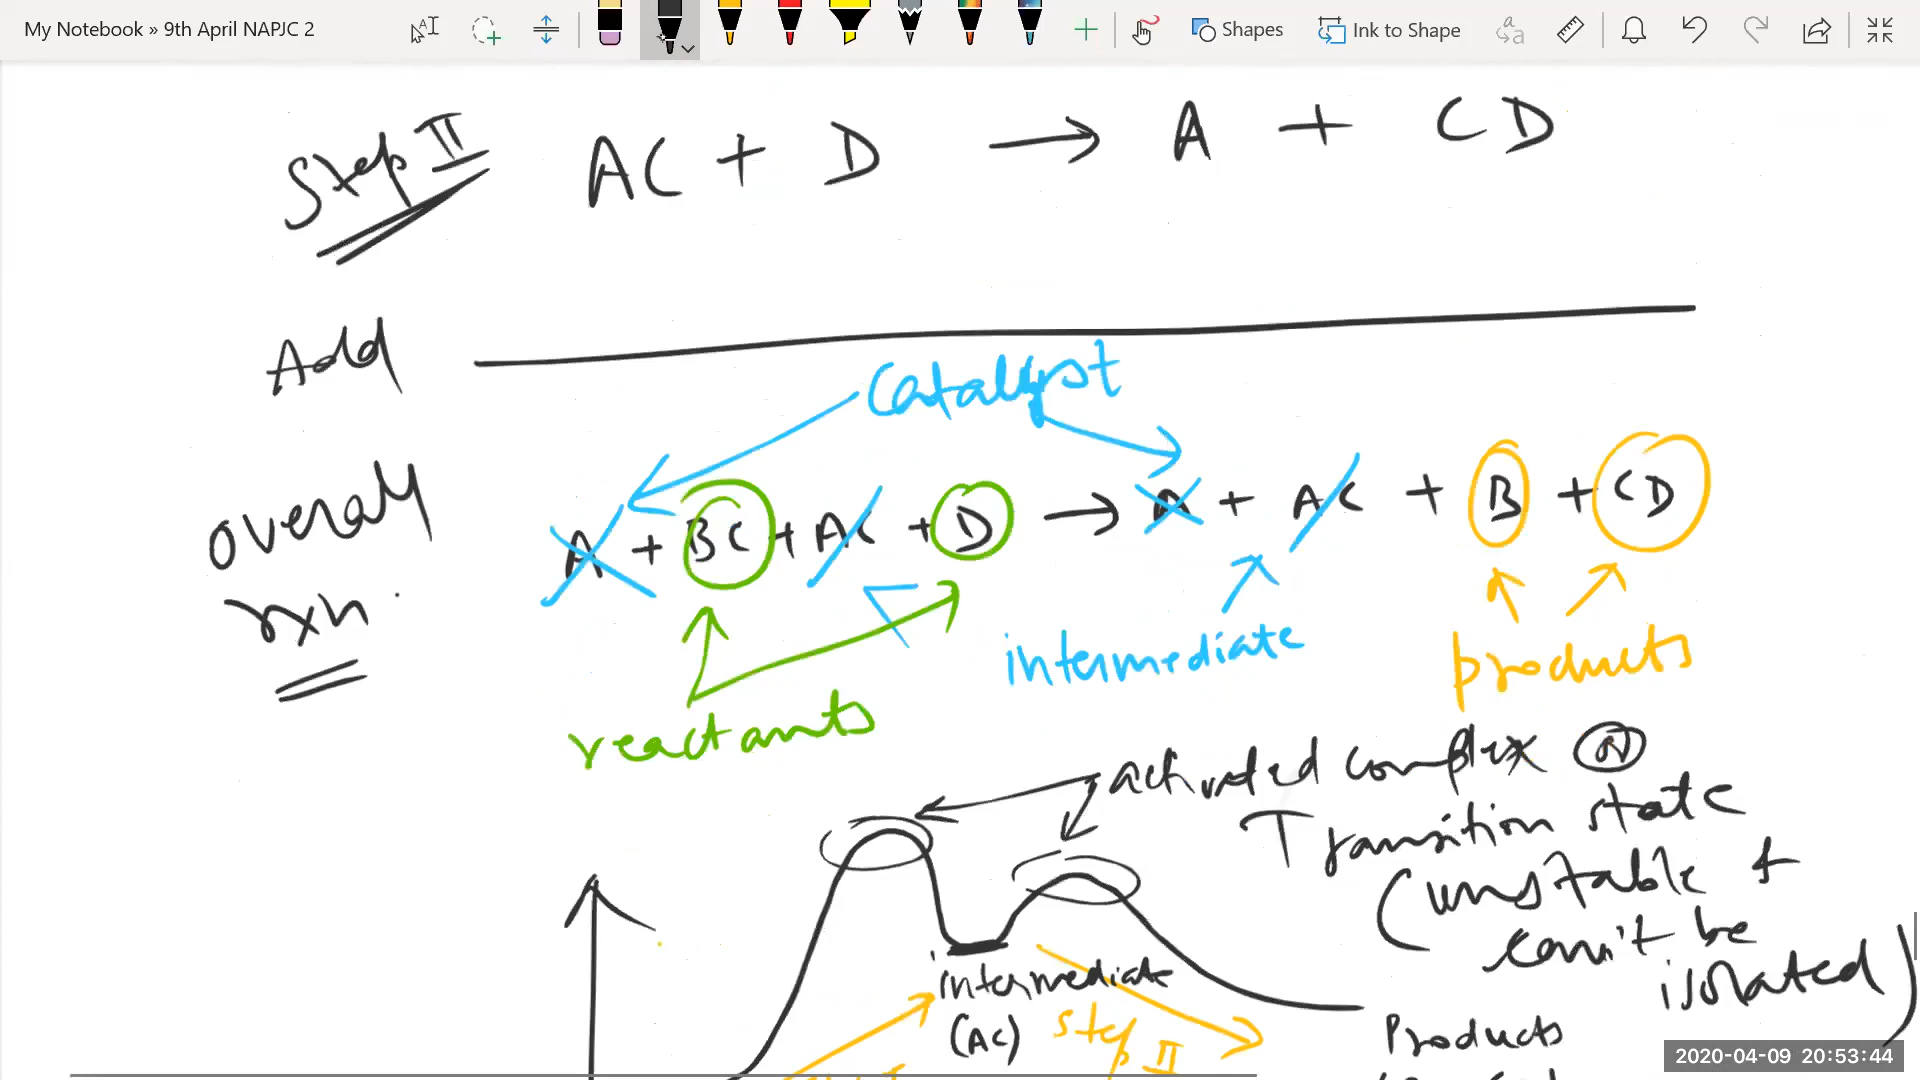 My Notebook » 9th April NAPJC 2
Shapes
Ink to Shape
Step II AC + D → A + CD
Add
Catalyst
overall rxn
A + BC + AC + D → A + AC + B + CD
intermediate
products
reactants
activated complex
Transition state
(unstable +
can't be
isolated)
intermediate
(AC)
step II
Products
2020-04-09 20:53:44